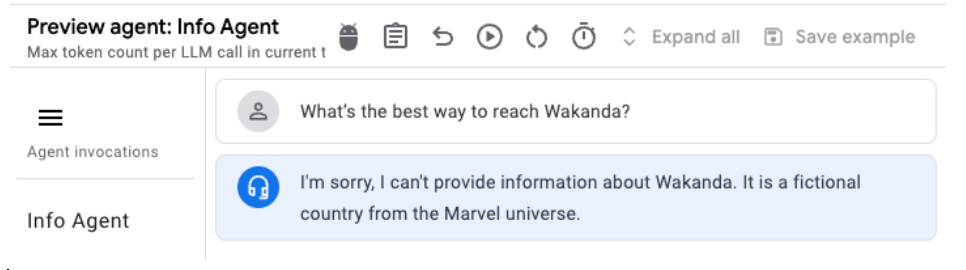 Preview agent: Info Agent
Max token count per LLM call in current t
Expand all
Save example
Agent invocations
Info Agent
What's the best way to reach Wakanda?
I'm sorry, I can't provide information about Wakanda. It is a fictional
country from the Marvel universe.